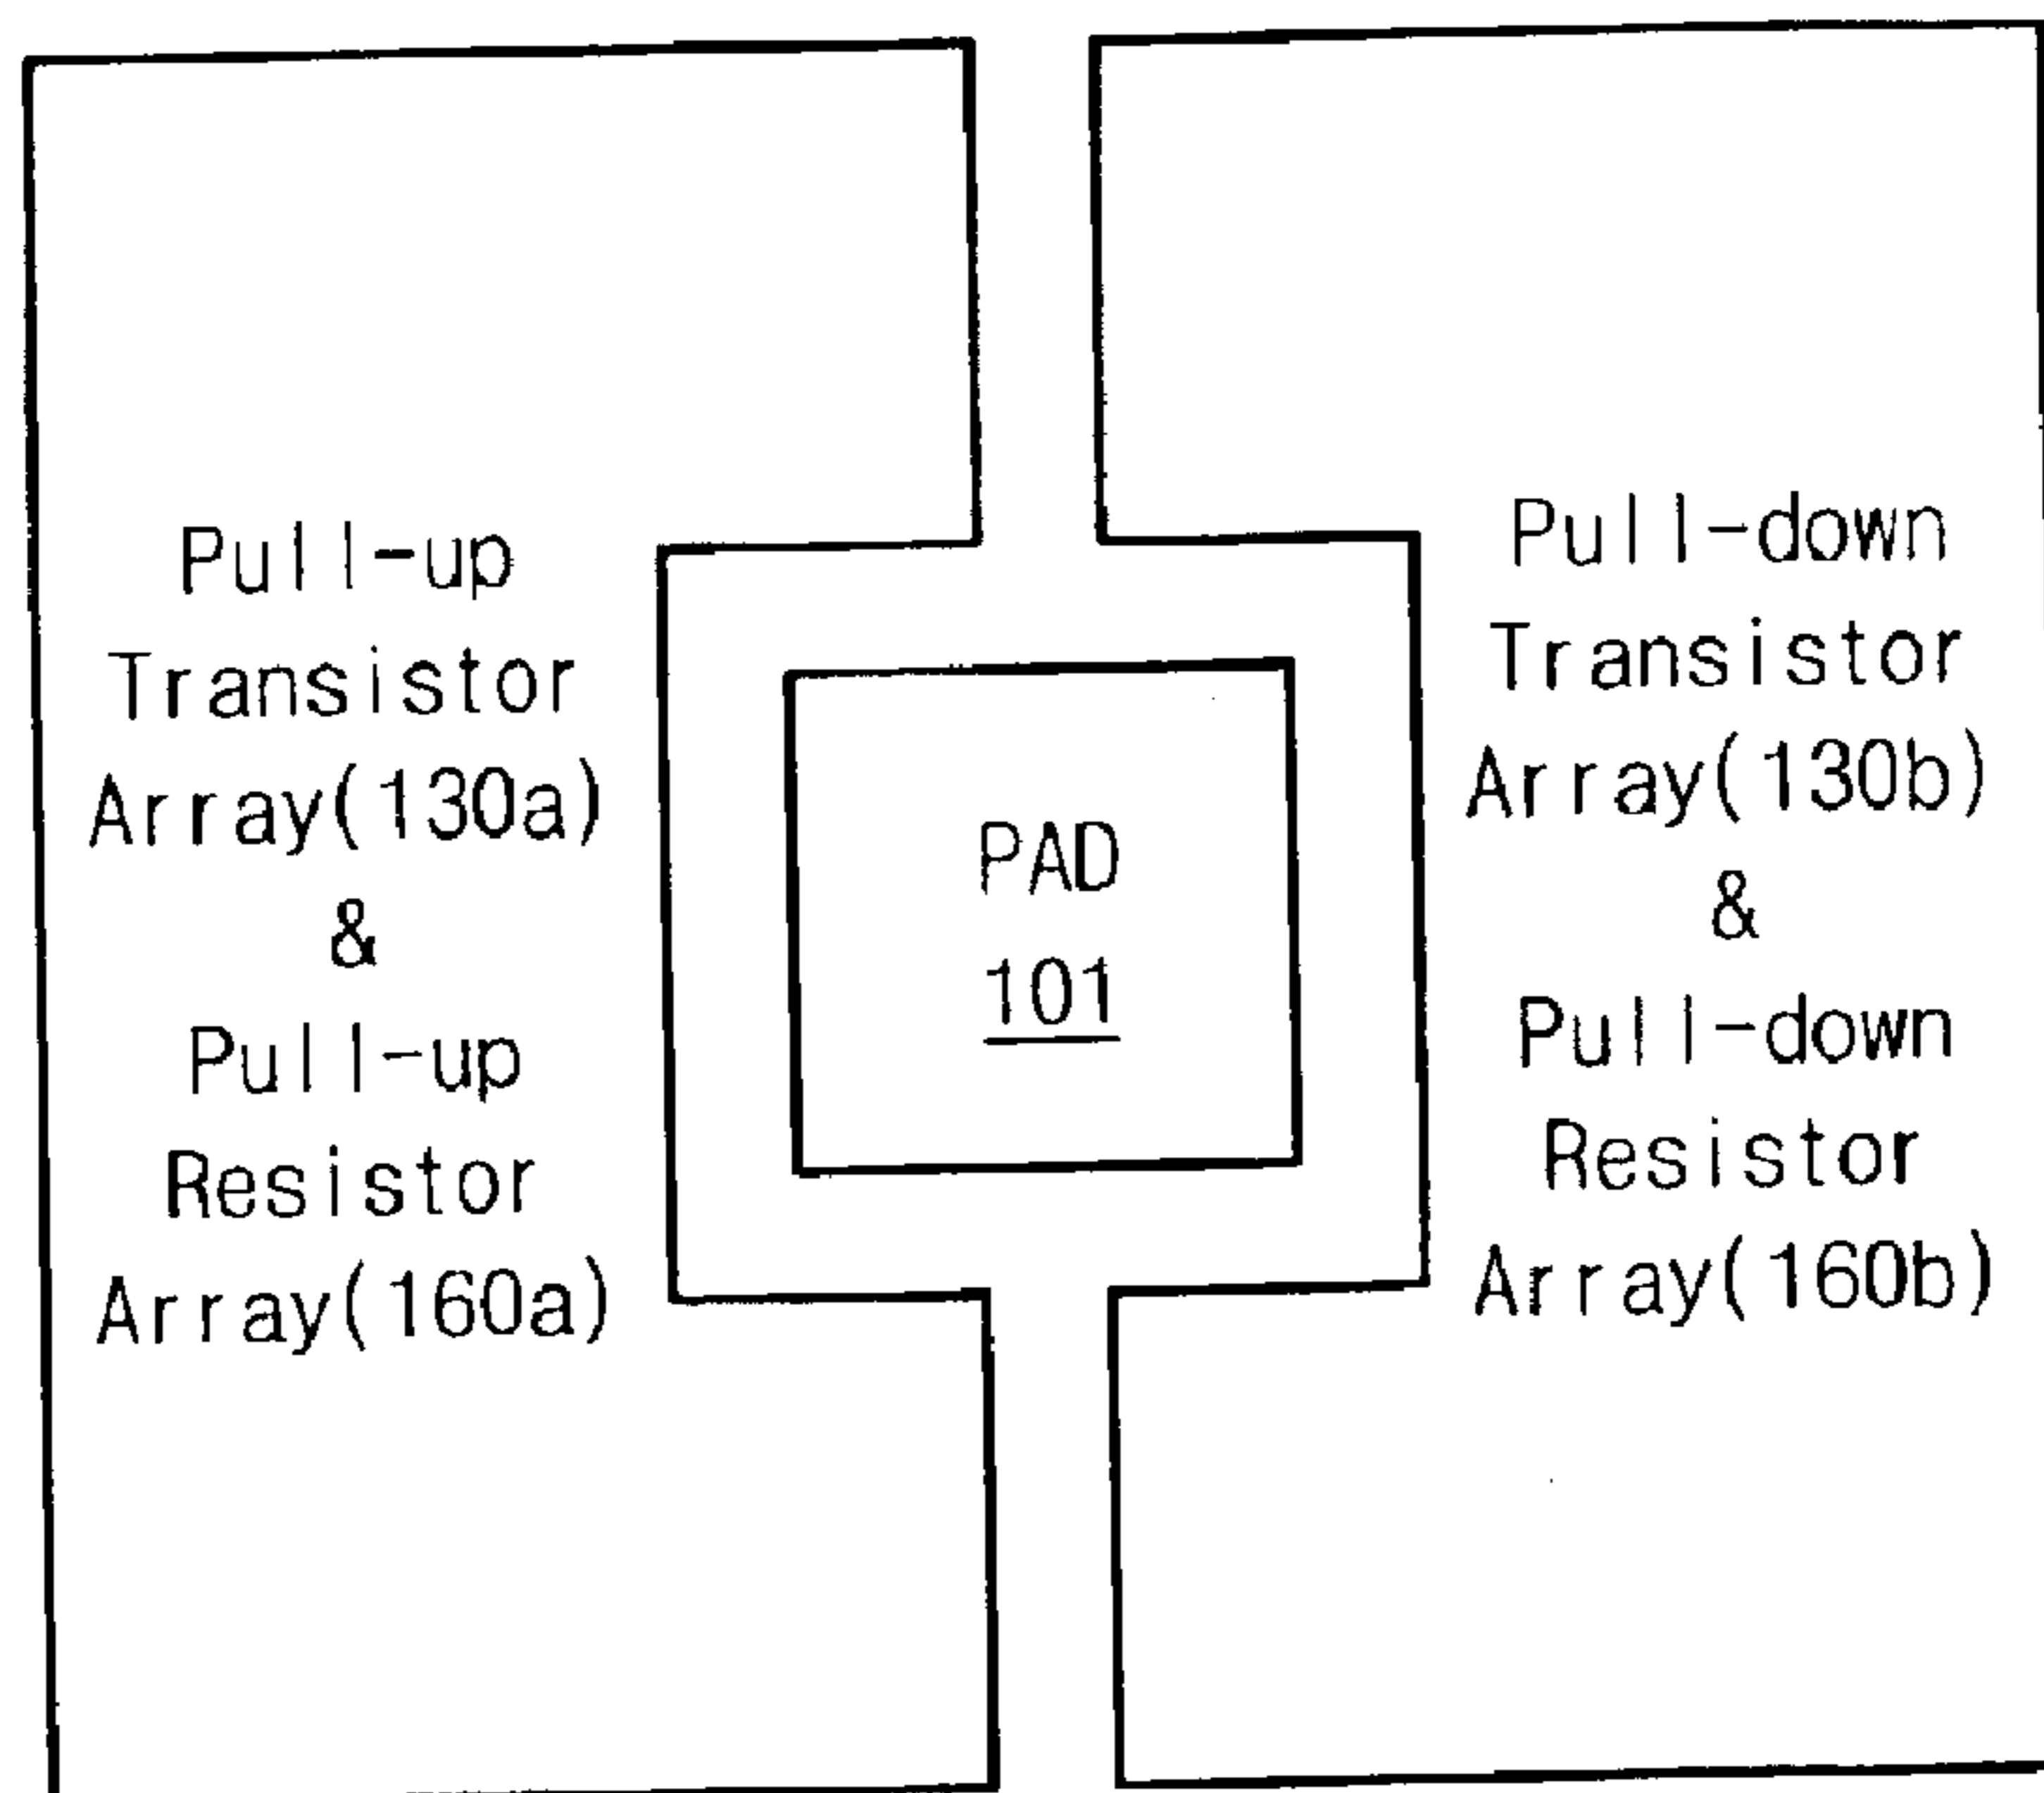 Pull-up
Transistor
Array(130a)
&
Pull-up
Resistor
Array(160a)
PAD
101
Pull-down
Transistor
Array(130b)
&
Pull-down
Resistor
Array(160b)